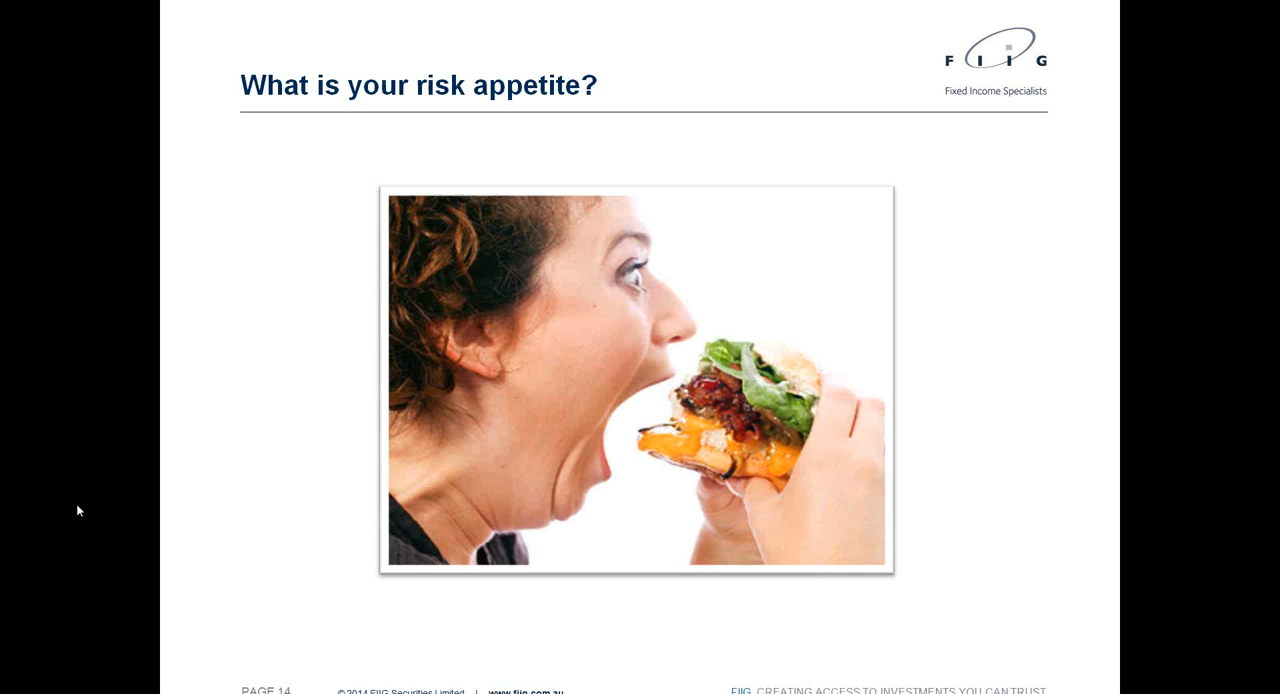 What is your risk appetite?
F I I G
Fixed Income Specialists
PAGE 14
© 2014 FIIG Securities Limited | www.fiig.com.au
FIIG. CREATING ACCESS TO INVESTMENTS YOU CAN TRUST